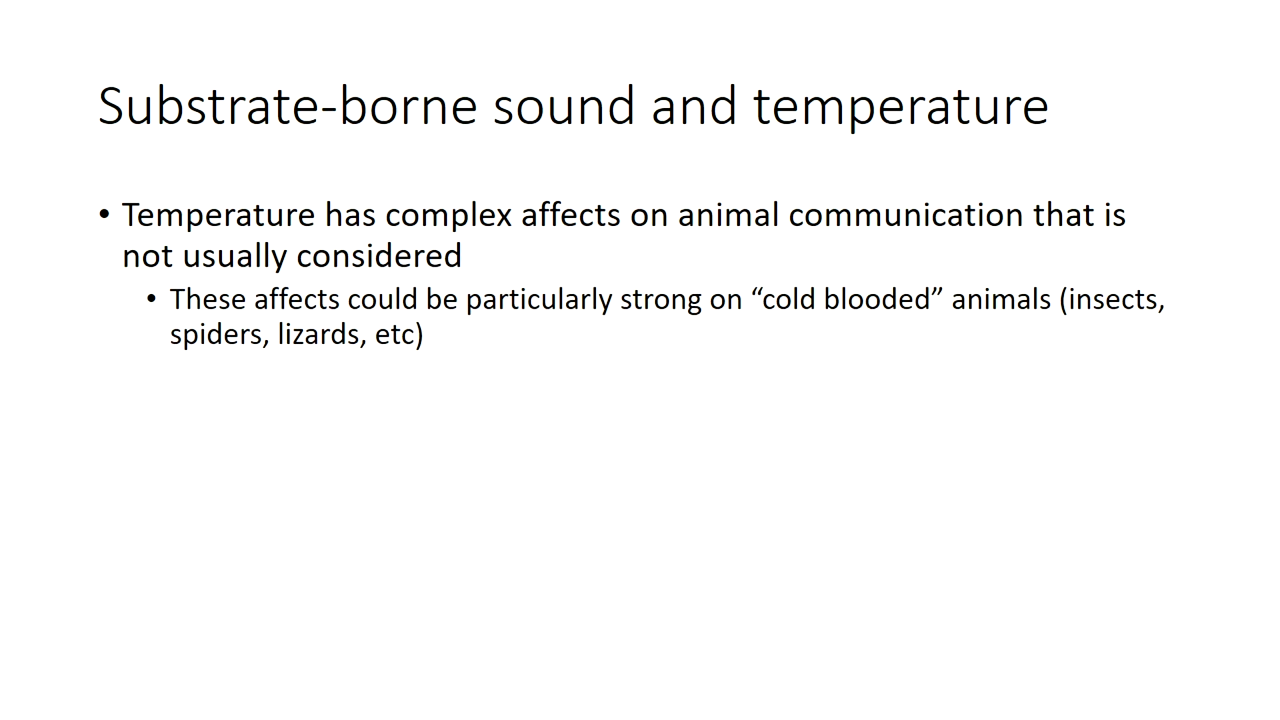 Substrate-borne sound and temperature
• Temperature has complex affects on animal communication that is
not usually considered
• These affects could be particularly strong on “cold blooded” animals (insects,
spiders, lizards, etc)